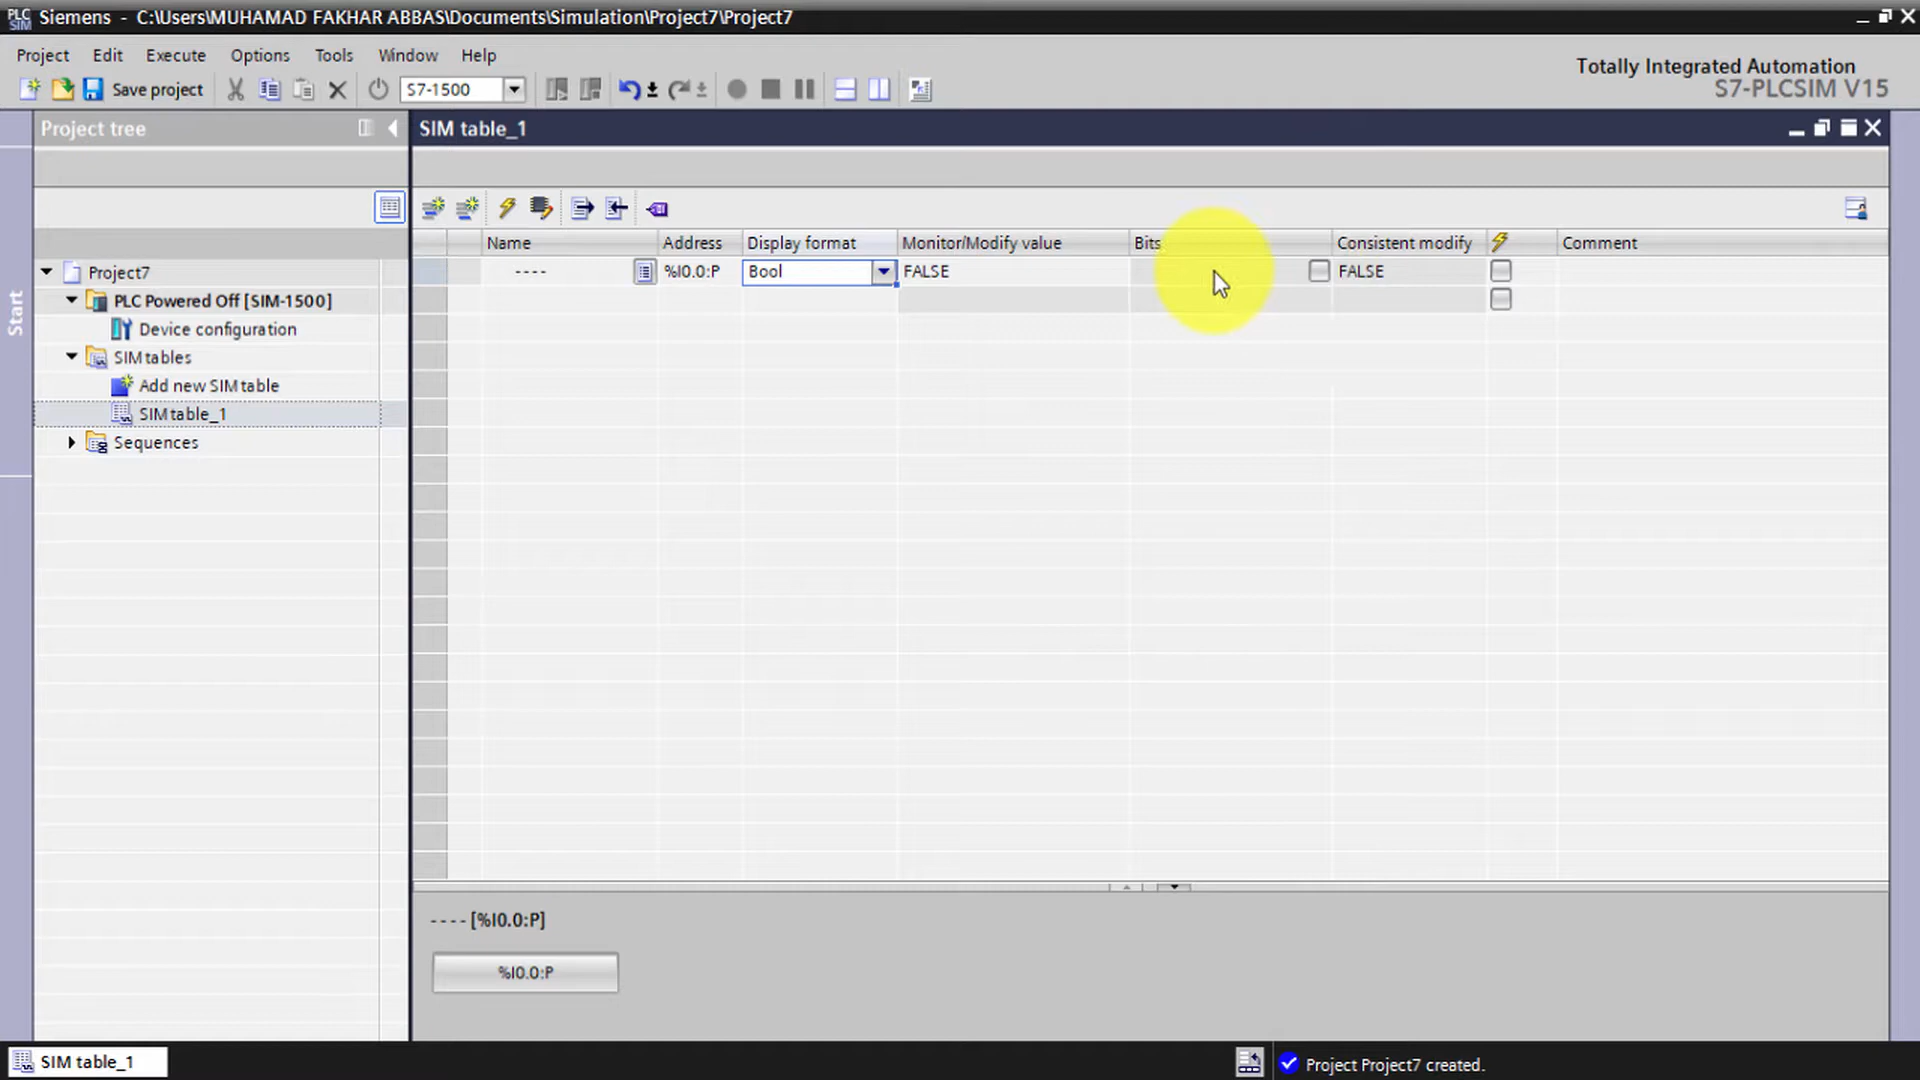 PLC SIM Siemens - C:\Users\MUHAMAD FAKHAR ABBAS\Documents\Simulation\Project7\Project7
Project Edit Execute Options Tools Window Help
Totally Integrated Automation
S7-PLCSIM V15
Save project S7-1500
Project tree
SIM table_1
Start
Name Address Display format Monitor/Modify value Bits Consistent modify Comment
---- %I0.0:P Bool FALSE FALSE
Project7
PLC Powered Off [SIM-1500]
Device configuration
SIM tables
Add new SIM table
SIM table_1
Sequences
---- [%I0.0:P]
%I0.0:P
SIM table_1
Project Project7 created.